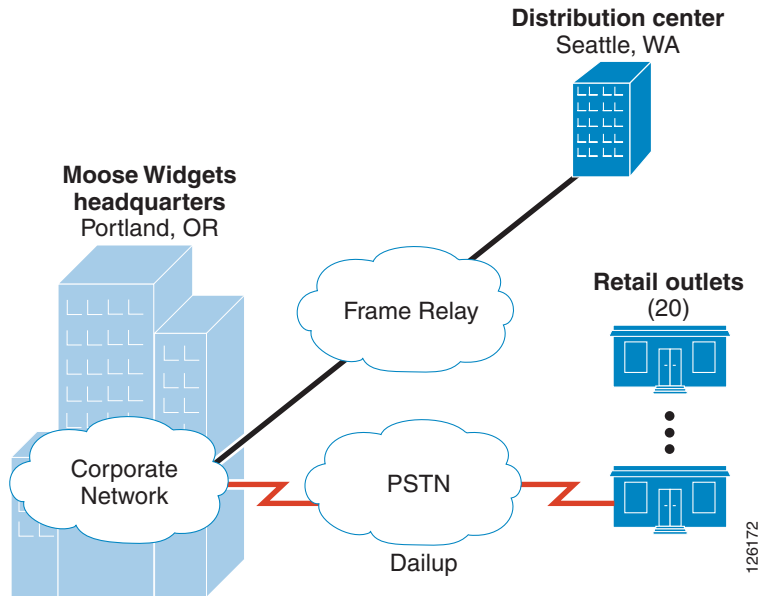 Distribution center
Seattle, WA
Moose Widgets
headquarters
Portland, OR
Frame Relay
Retail outlets
(20)
Corporate
Network
PSTN
Dailup
126172